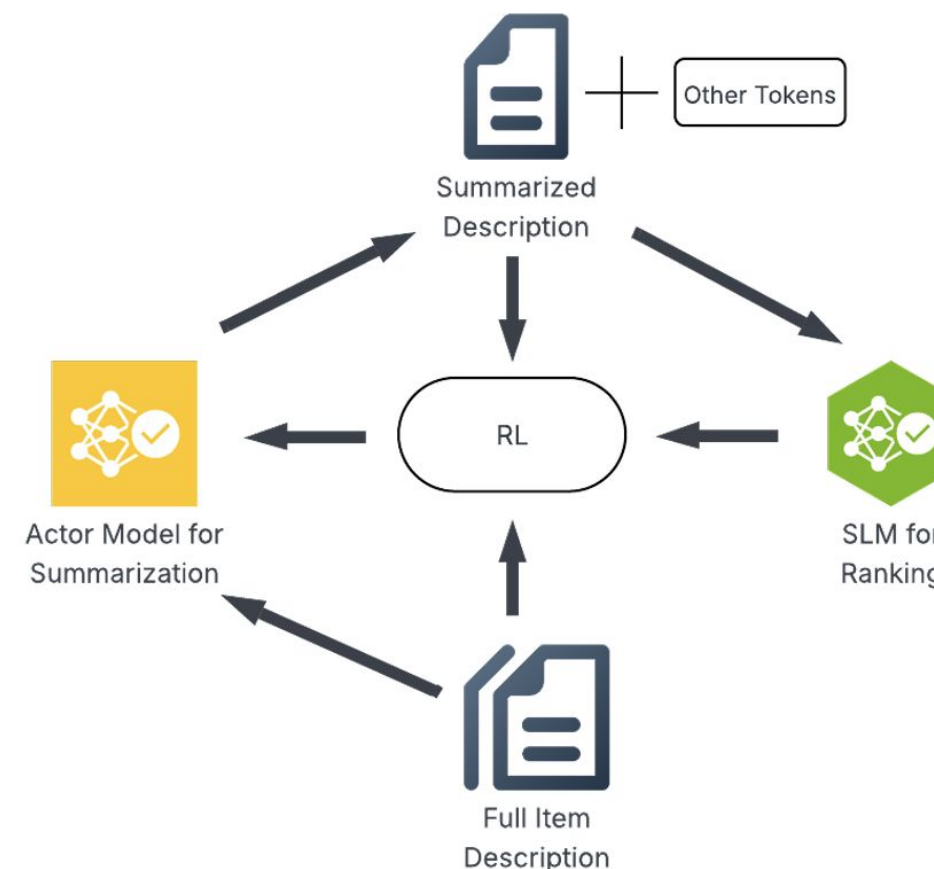 Other Tokens
Summarized
Description
RL
Actor Model for
Summarization
SLM for
Ranking
Full Item
Description